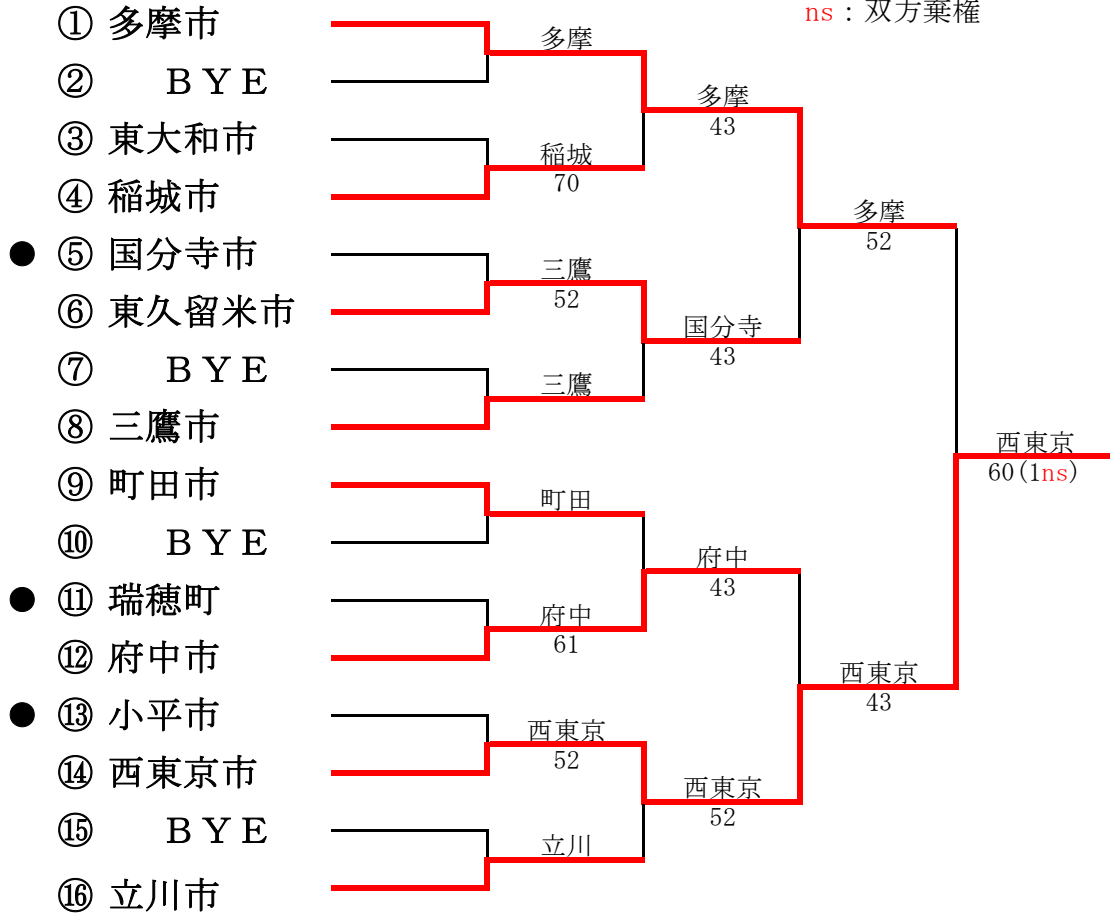 ns：双方棄権
① 多摩市
② ＢＹＥ
③ 東大和市
④ 稲城市
● ⑤ 国分寺市
⑥ 東久留米市
⑦ ＢＹＥ
⑧ 三鷹市
⑨ 町田市
⑩ ＢＹＥ
● ⑪ 瑞穂町
⑫ 府中市
● ⑬ 小平市
⑭ 西東京市
⑮ ＢＹＥ
⑯ 立川市
多摩
稲城
70
三鷹
52
三鷹
町田
府中
61
西東京
52
立川
多摩
43
国分寺
43
府中
43
西東京
52
多摩
52
西東京
43
西東京
60(1ns)